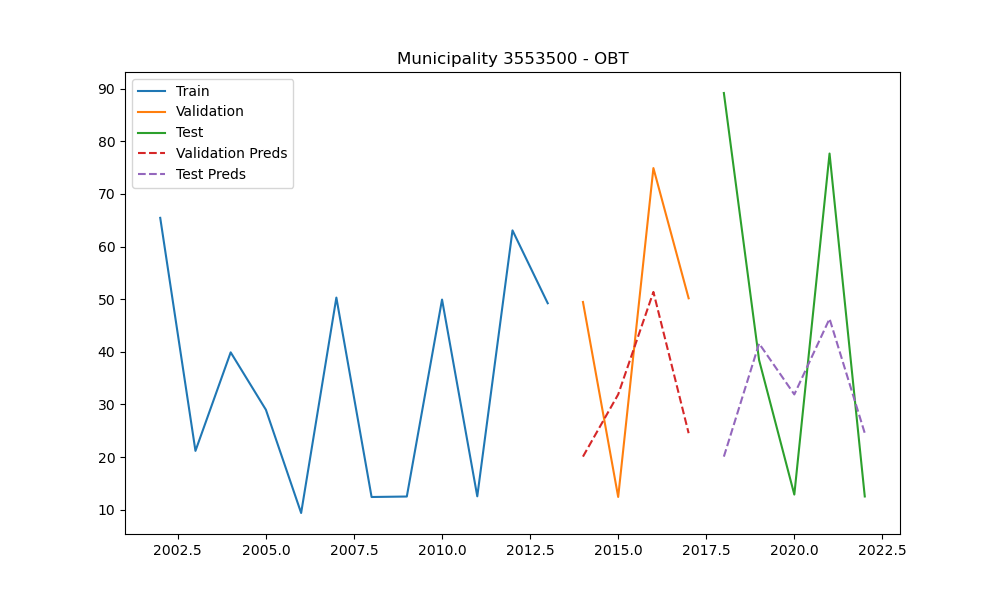 Municipality 3553500 - OBT
Train
Validation
Test
Validation Preds
Test Preds
90
80
70
60
50
40
30
20
10
2002.5 2005.0 2007.5 2010.0 2012.5 2015.0 2017.5 2020.0 2022.5